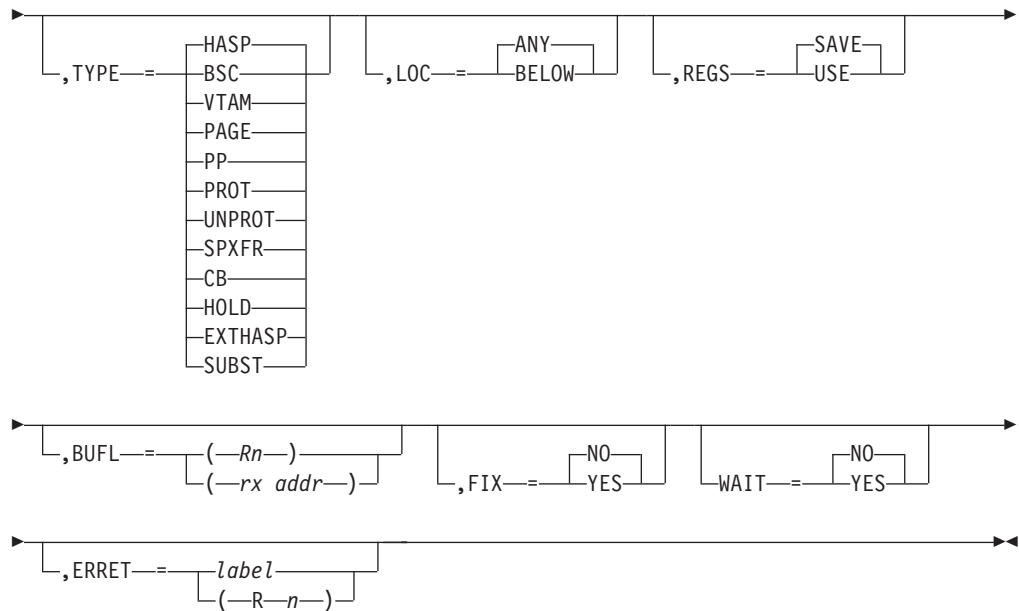 HASP ANY SAVE
,TYPE = BSC ,LOC = BELOW ,REGS = USE
VTAM
PAGE
PP
PROT
UNPROT
SPXFR
CB
HOLD
EXTHASP
SUBST
NO NO
,BUFL = ( Rn ) ,FIX = YES WAIT = YES
( rx addr )
,ERRET = label
( R n )